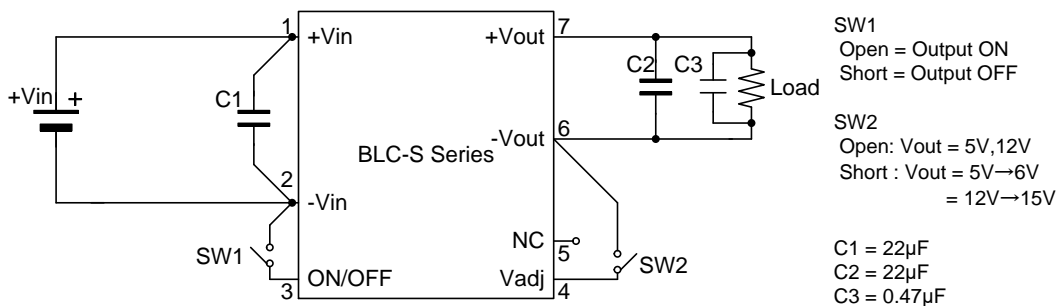 1
+Vin
+Vout
7
C1
+Vin
+
C2
C3
Load
-Vout
6
BLC-S Series
2
-Vin
SW1
NC
5
ON/OFF
3
Vadj
4
SW2
SW1
Open = Output ON
Short = Output OFF
SW2
Open: Vout = 5V,12V
Short : Vout = 5V→6V
= 12V→15V
C1 = 22µF
C2 = 22µF
C3 = 0.47µF